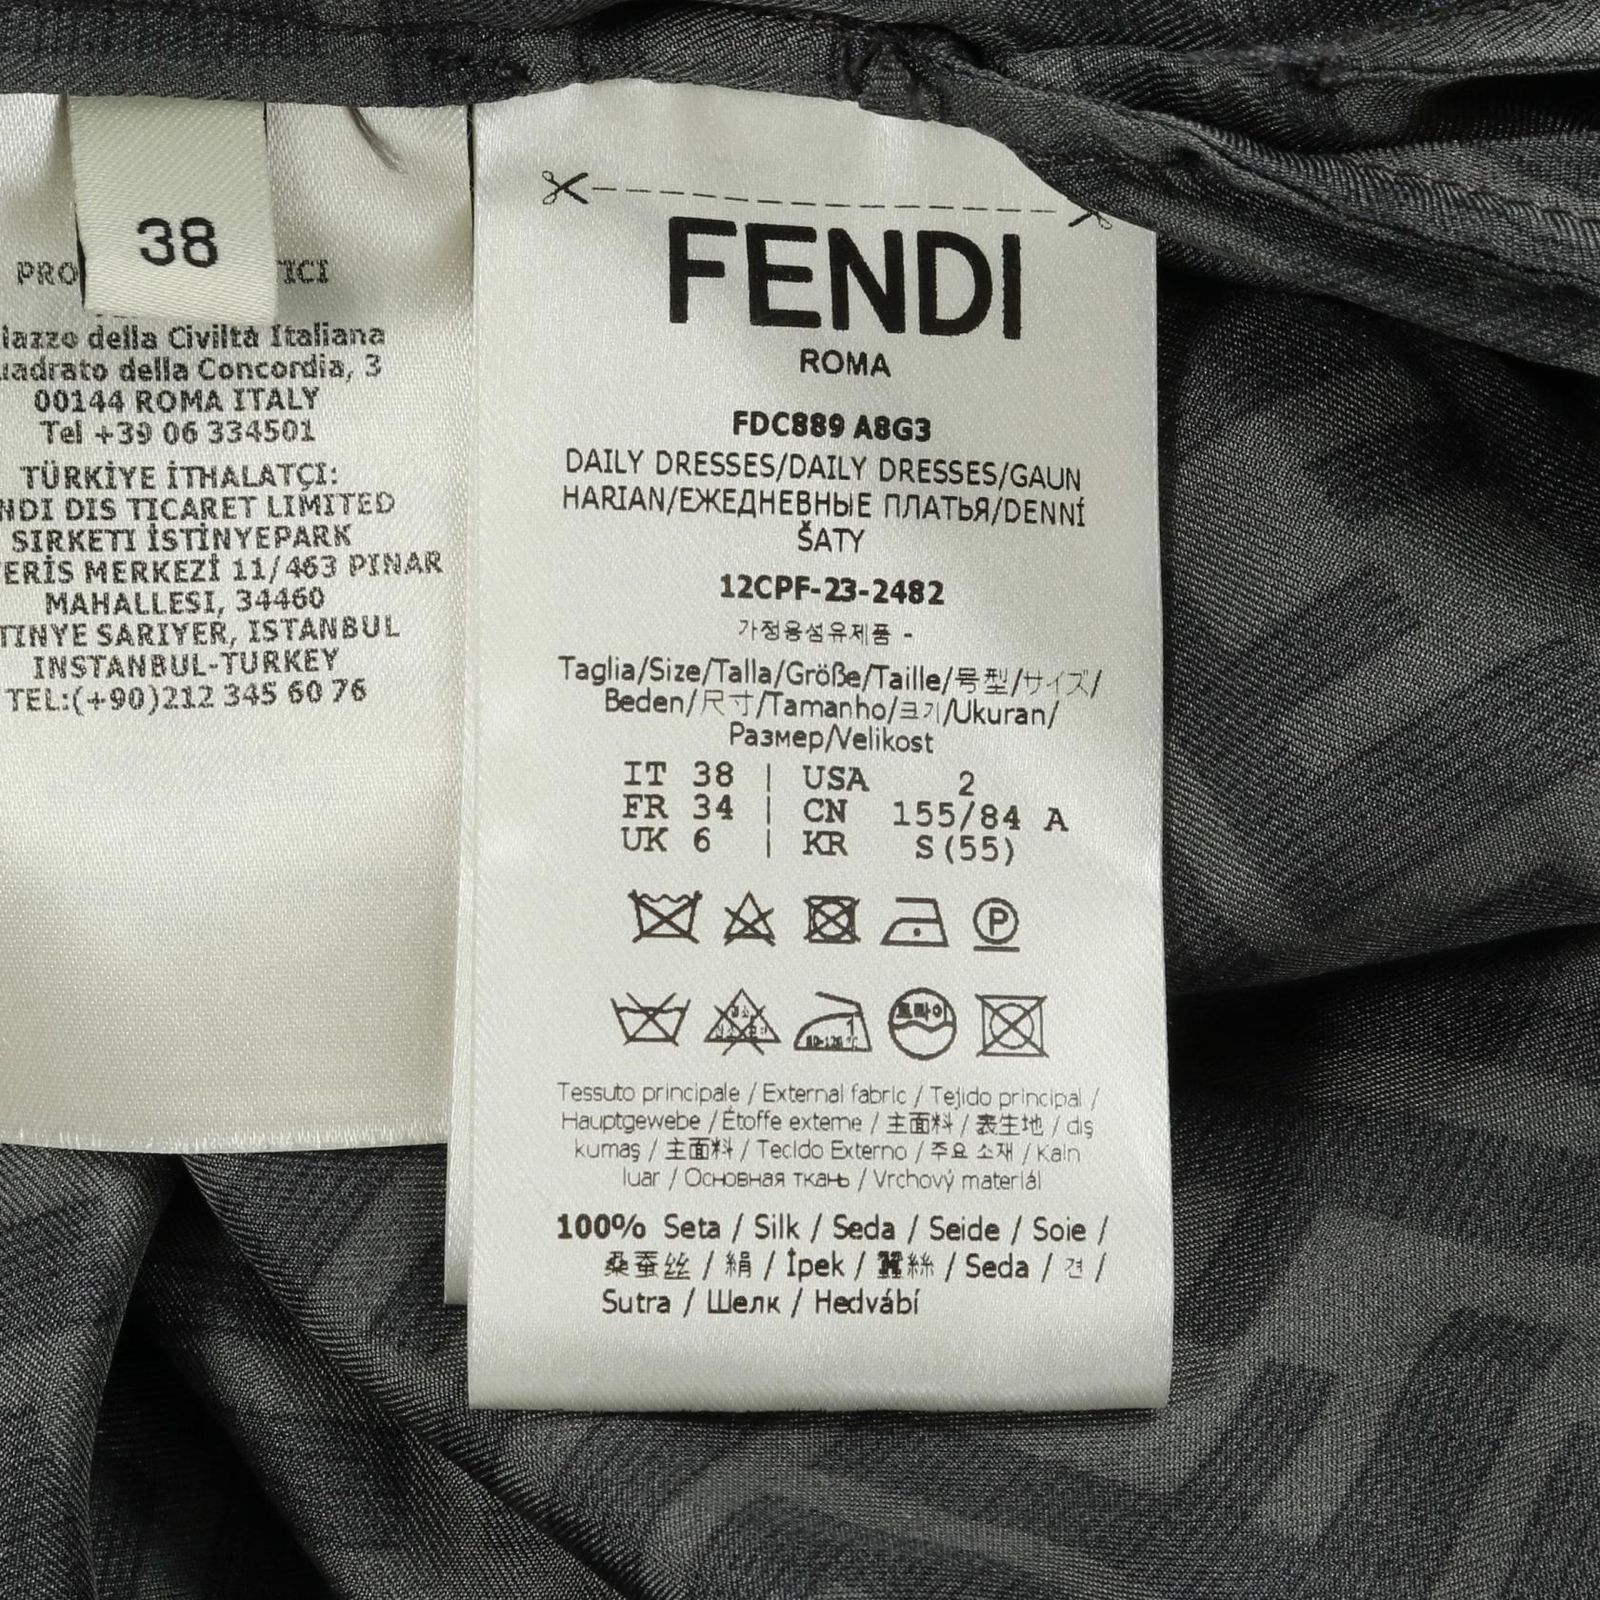 38
della Civiltà Italiana
della Concordia, 3
00144 ROMA ITALY
Tel +39 06 334501
TÜRKİYE İTHALATÇI:
DIS TICARET LIMITED
SIRKETI İSTİNYEPARK
MERKEZİ 11/463 PINAR
MAHALLESI, 34460
SARIYER, ISTANBUL
INSTANBUL-TURKEY
TEL:(+90)212 345 60 76
FENDI
ROMA
FDC889 A8G3
DAILY DRESSES/DAILY DRESSES/GAUN
HARIAN/ЕЖЕДНЕВНЫЕ ПЛАТЬЯ/DENNÍ
ŠATY
12CPF-23-2482
가정용섬유제품 -
Taglia/Size/Talla/Größe/Taille/号型/サイズ/
Beden/尺寸/Tamanho/크기/Ukuran/
Размер/Velikost
IT 38 | USA 2
FR 34 | CN 155/84 A
UK 6 | KR S(55)
P
드라이
Tessuto principale / External fabric / Tejido principal /
Hauptgewebe / Étoffe externe / 主面料 / 表生地 / dış
kumaş / 主面料 / Tecido Externo / 주요 소재 / Kain
luar / Основная ткань / Vrchový materiál
100% Seta / Silk / Seda / Seide / Soie /
桑蚕丝 / 絹 / İpek / 蠶絲 / Seda / 견 /
Sutra / Шелк / Hedvábí